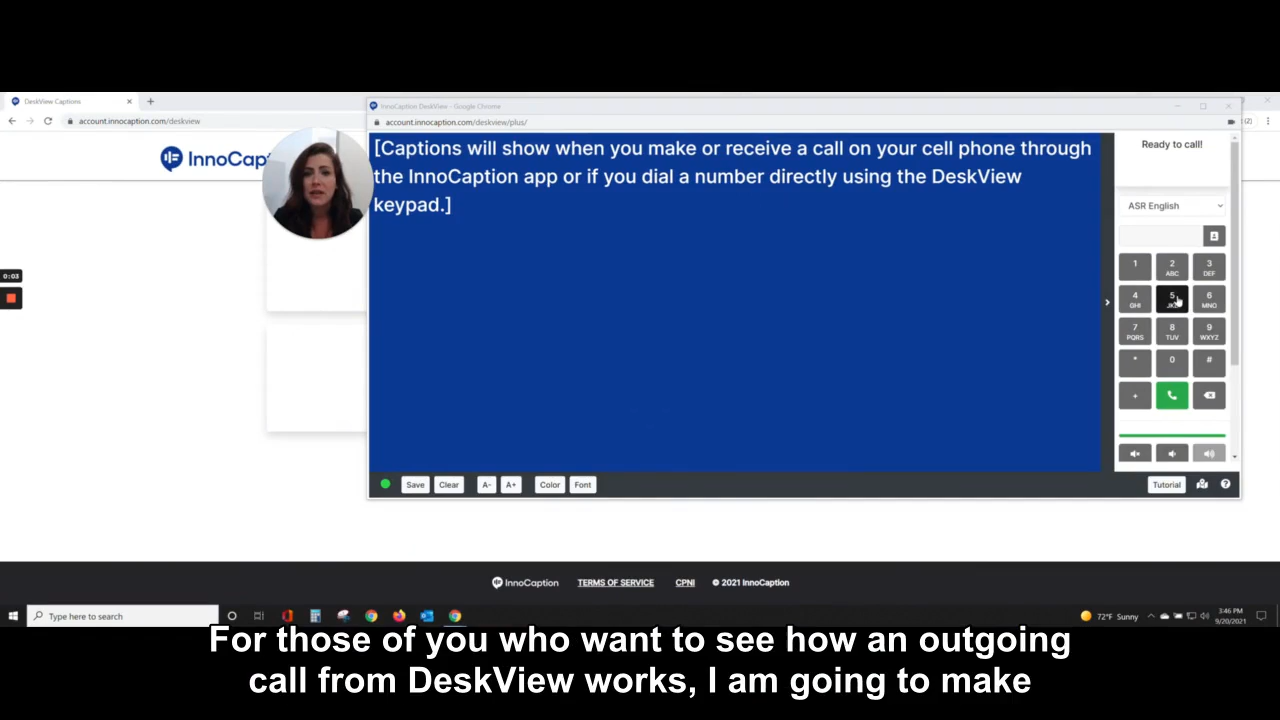 DeskView Captions
account.innocaption.com/deskview
InnoCap
InnoCaption DeskView - Google Chrome
account.innocaption.com/deskview/plus/
[Captions will show when you make or receive a call on your cell phone through
the InnoCaption app or if you dial a number directly using the DeskView
keypad.]
Ready to call!
ASR English
1
2
ABC
3
DEF
4
GHI
5
JKL
6
MNO
7
PQRS
8
TUV
9
WXYZ
*
0
#
+
0:03
Save
Clear
A-
A+
Color
Font
Tutorial
InnoCaption
TERMS OF SERVICE
CPNI
© 2021 InnoCaption
Type here to search
72°F Sunny
3:46 PM
9/20/2021
For those of you who want to see how an outgoing
call from DeskView works, I am going to make